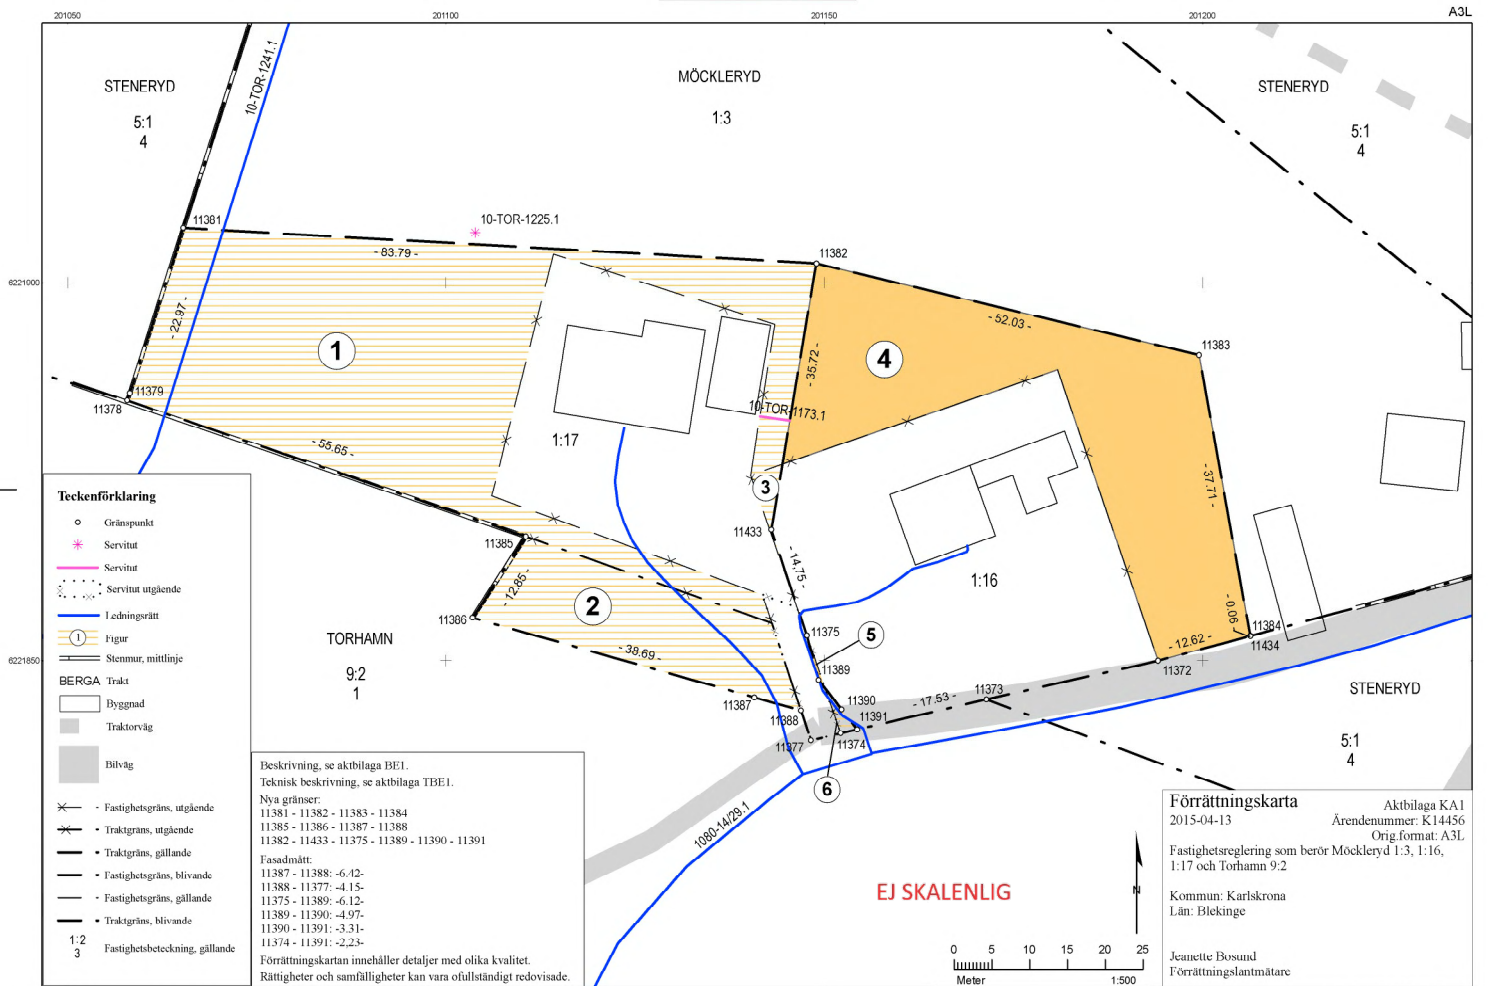 201050
201100
201150
201200
A3L
STENERYD
5:1
4
10-TOR-1241.1
MÖCKLERYD
1:3
STENERYD
5:1
4
11381
10-TOR-1225.1
- 83.79 -
11382
6221000
- 22.97 -
1
- 52.03 -
11383
- 35.72 -
4
11379
11378
10-TOR-1173.1
1:17
- 55.65 -
3
- 37.71 -
11433
11385
- 14,75 -
- 12.85 -
1:16
2
11386
- 0.06 -
11384
11434
11375
5
- 12.62 -
TORHAMN
9:2
1
- 38.69 -
6221850
11372
11389
STENERYD
5:1
4
11373
- 17.53 -
11387
11388
11390
11391
11377
11374
6
1080-14/29.1
Teckenförklaring
Gränspunkt
Servitut
Servitut
Servitut utgående
Ledningsrätt
1 Figur
Stenmur, mittlinje
BERGA Trakt
Byggnad
Traktorväg
Bilväg
Fastighetsgräns, utgående
Traktgräns, utgående
Traktgräns, gällande
Fastighetsgräns, blivande
Fastighetsgräns, gällande
Traktgräns, blivande
1:2
3
Fastighetsbeteckning, gällande
Beskrivning, se aktbilaga BE1.
Teknisk beskrivning, se aktbilaga TBE1.
Nya gränser:
11381 - 11382 - 11383 - 11384
11385 - 11386 - 11387 - 11388
11382 - 11433 - 11375 - 11389 - 11390 - 11391
Fasadmått:
11387 - 11388: -6.42-
11388 - 11377: -4.15-
11375 - 11389: -6.12-
11389 - 11390: -4.97-
11390 - 11391: -3.31-
11374 - 11391: -2,23-
Förrättningskartan innehåller detaljer med olika kvalitet.
Rättigheter och samfälligheter kan vara ofullständigt redovisade.
EJ SKALENLIG
N
0 5 10 15 20 25
Meter 1:500
Förrättningskarta
2015-04-13
Aktbilaga KA1
Ärendenummer: K14456
Orig.format: A3L
Fastighetsreglering som berör Möckleryd 1:3, 1:16,
1:17 och Torhamn 9:2
Kommun: Karlskrona
Län: Blekinge
Jeanette Bosund
Förrättningslantmätare